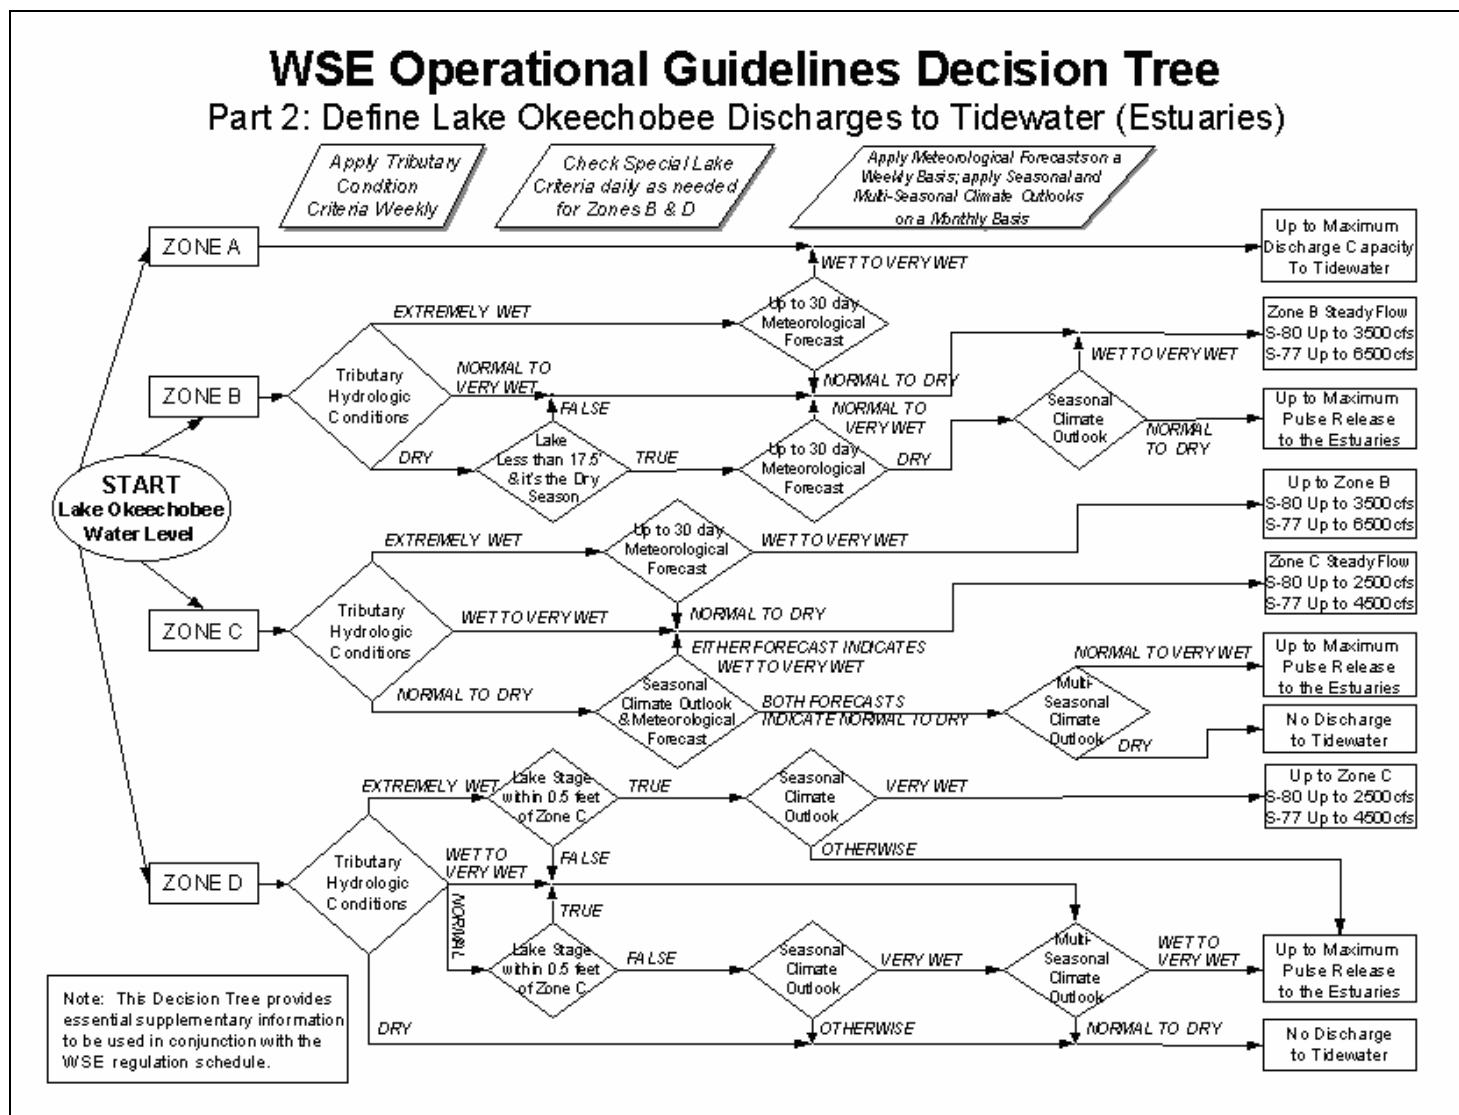 WSE Operational Guidelines Decision Tree
Part 2: Define Lake Okeechobee Discharges to Tidewater (Estuaries)
Apply Tributary
Condition
Criteria Weekly
Check Special Lake
Criteria daily as needed
for Zones B & D
Apply Meteorological Forecasts on a
Weekly Basis; apply Seasonal and
Multi-Seasonal Climate Outlooks
on a Monthly Basis
START
Lake Okeechobee
Water Level
ZONE A
WET TO VERY WET
Up to Maximum
Discharge Capacity
To Tidewater
ZONE B
Tributary
Hydrologic
Conditions
EXTREMELY WET
Up to 30 day
Meteorological
Forecast
NORMAL TO DRY
NORMAL TO
VERY WET
FALSE
DRY
Lake
Less than 17.5'
& it's the Dry
Season
TRUE
NORMAL TO
VERY WET
Up to 30 day
Meteorological
Forecast
DRY
Seasonal
Climate
Outlook
WET TO VERY WET
NORMAL
TO DRY
Zone B Steady Flow
S-80 Up to 3500 cfs
S-77 Up to 6500 cfs
Up to Maximum
Pulse Release
to the Estuaries
ZONE C
Tributary
Hydrologic
Conditions
EXTREMELY WET
Up to 30 day
Meteorological
Forecast
WET TO VERY WET
NORMAL TO DRY
WET TO VERY WET
EITHER FORECAST INDICATES
WET TO VERY WET
NORMAL TO DRY
Seasonal
Climate Outlook
& Meteorological
Forecast
BOTH FORECASTS
INDICATE NORMAL TO DRY
Multi-
Seasonal
Climate
Outlook
NORMAL TO VERY WET
DRY
Up to Zone B
S-80 Up to 3500 cfs
S-77 Up to 6500 cfs
Zone C Steady Flow
S-80 Up to 2500 cfs
S-77 Up to 4500 cfs
Up to Maximum
Pulse Release
to the Estuaries
No Discharge
to Tidewater
ZONE D
Tributary
Hydrologic
Conditions
EXTREMELY WET
Lake Stage
within 0.5 feet
of Zone C
TRUE
Seasonal
Climate
Outlook
VERY WET
OTHERWISE
FALSE
WET TO
VERY WET
NORMAL
TRUE
Lake Stage
within 0.5 feet
of Zone C
FALSE
Seasonal
Climate
Outlook
VERY WET
OTHERWISE
Multi-
Seasonal
Climate
Outlook
WET TO
VERY WET
NORMAL TO DRY
DRY
Up to Zone C
S-80 Up to 2500 cfs
S-77 Up to 4500 cfs
Up to Maximum
Pulse Release
to the Estuaries
No Discharge
to Tidewater
Note: This Decision Tree provides
essential supplementary information
to be used in conjunction with the
WSE regulation schedule.